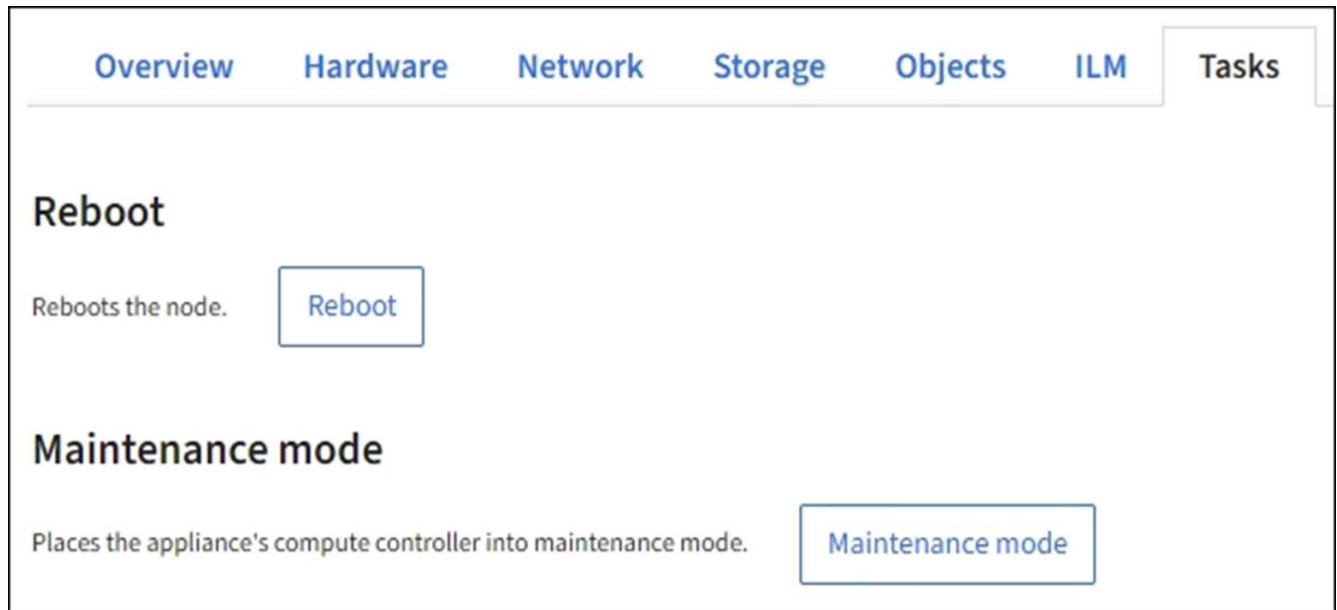 Overview Hardware Network Storage Objects ILM Tasks
Reboot
Reboots the node. Reboot
Maintenance mode
Places the appliance's compute controller into maintenance mode. Maintenance mode